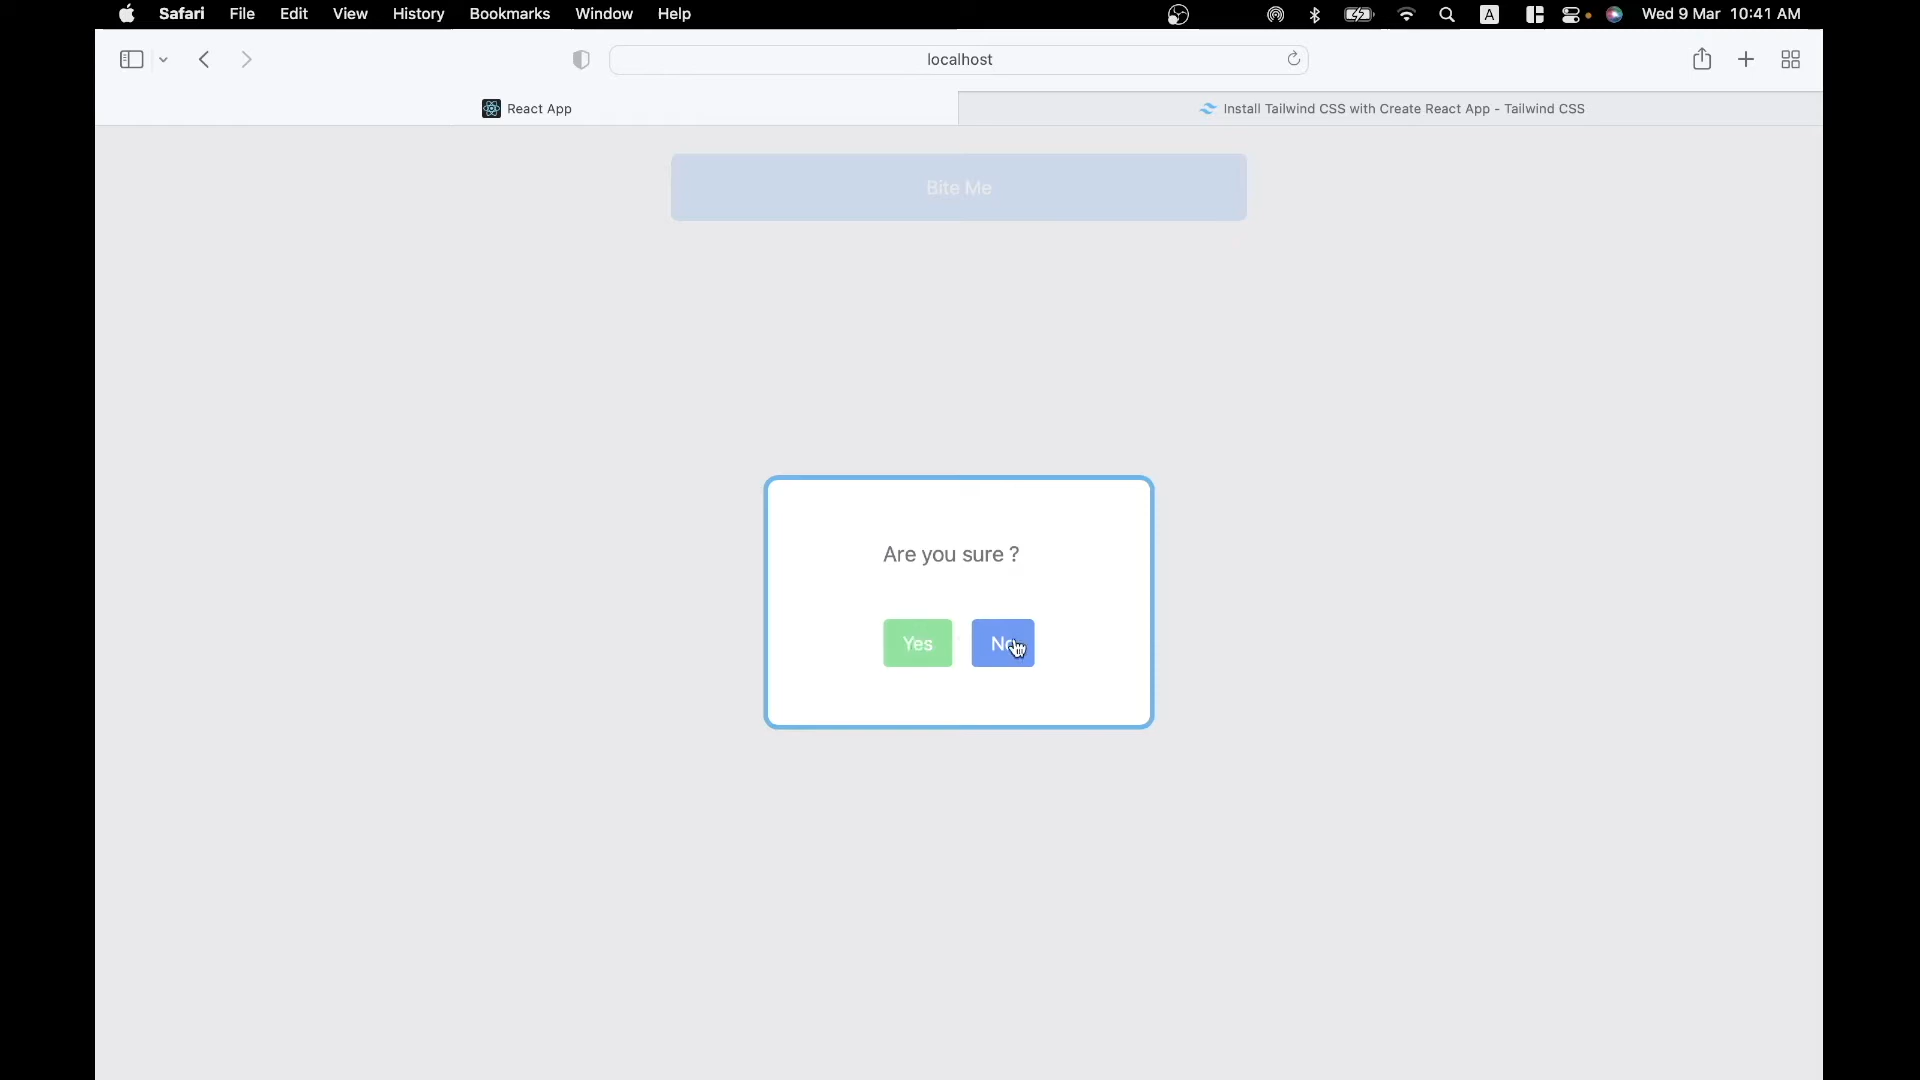 Safari File Edit View History Bookmarks Window Help A Wed 9 Mar 10:41 AM
localhost
React App Install Tailwind CSS with Create React App - Tailwind CSS
Bite Me
Are you sure ?
Yes No